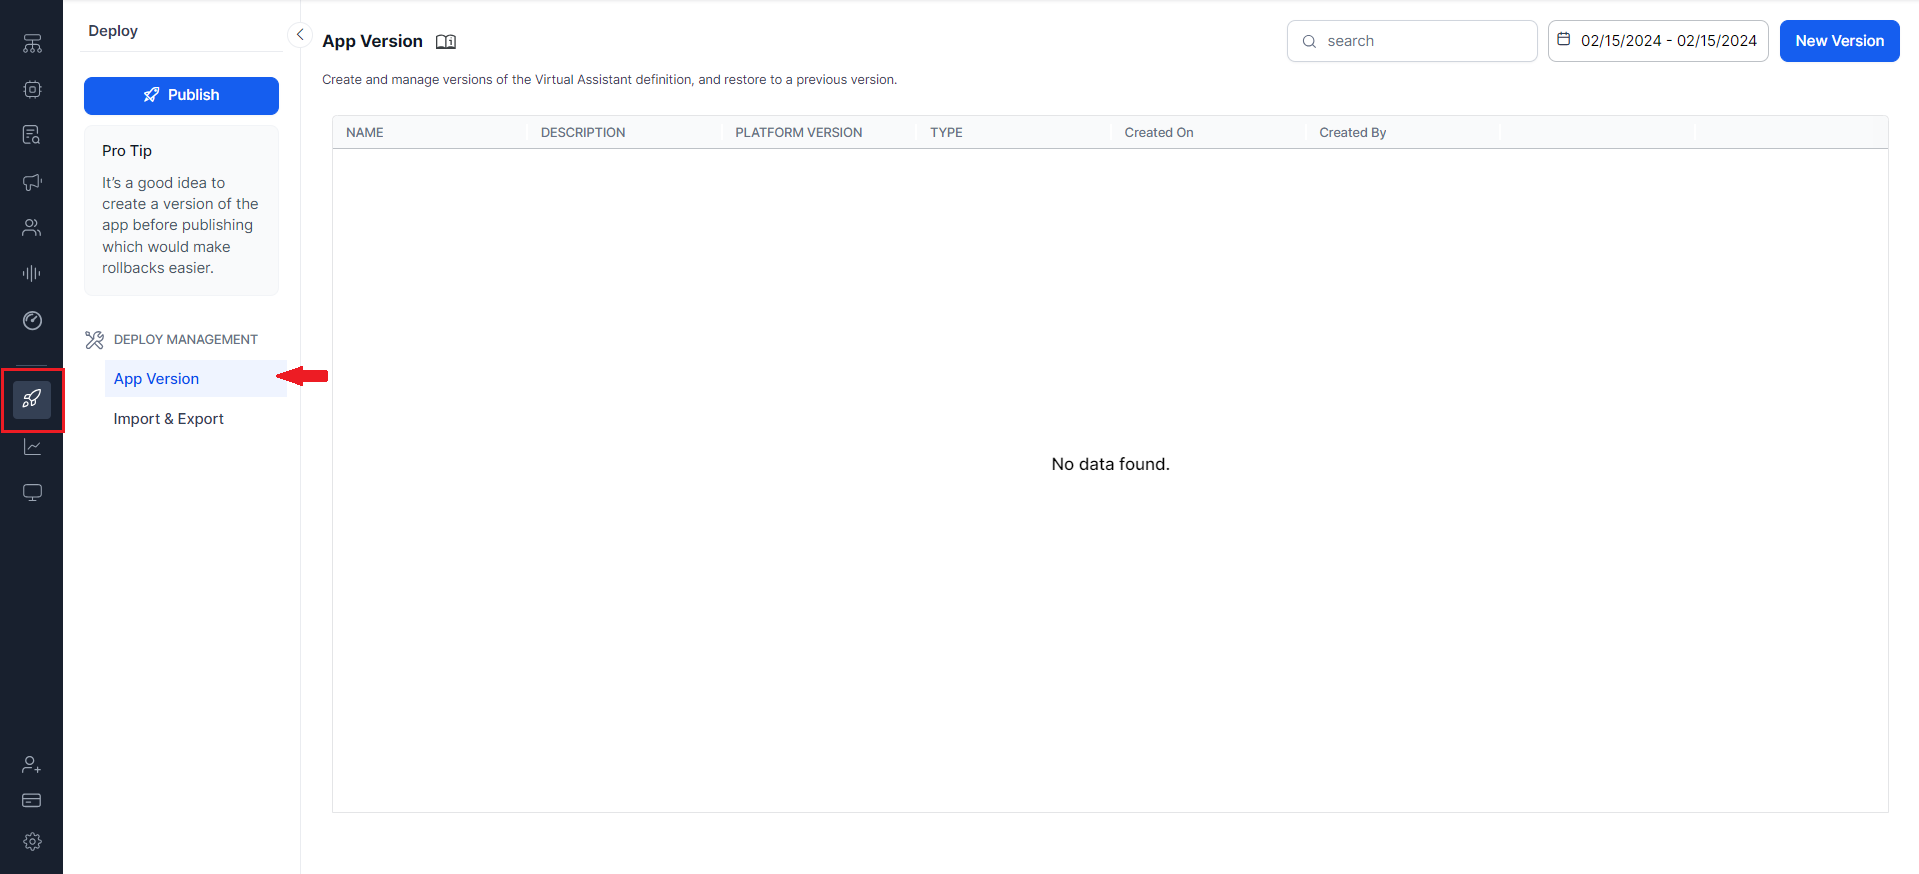 Deploy
Publish
Pro Tip
It's a good idea to
create a version of the
app before publishing
which would make
rollbacks easier.
DEPLOY MANAGEMENT
App Version
Import & Export
App Version
search
02/15/2024 - 02/15/2024
New Version
Create and manage versions of the Virtual Assistant definition, and restore to a previous version.
NAME DESCRIPTION PLATFORM VERSION TYPE Created On Created By
No data found.